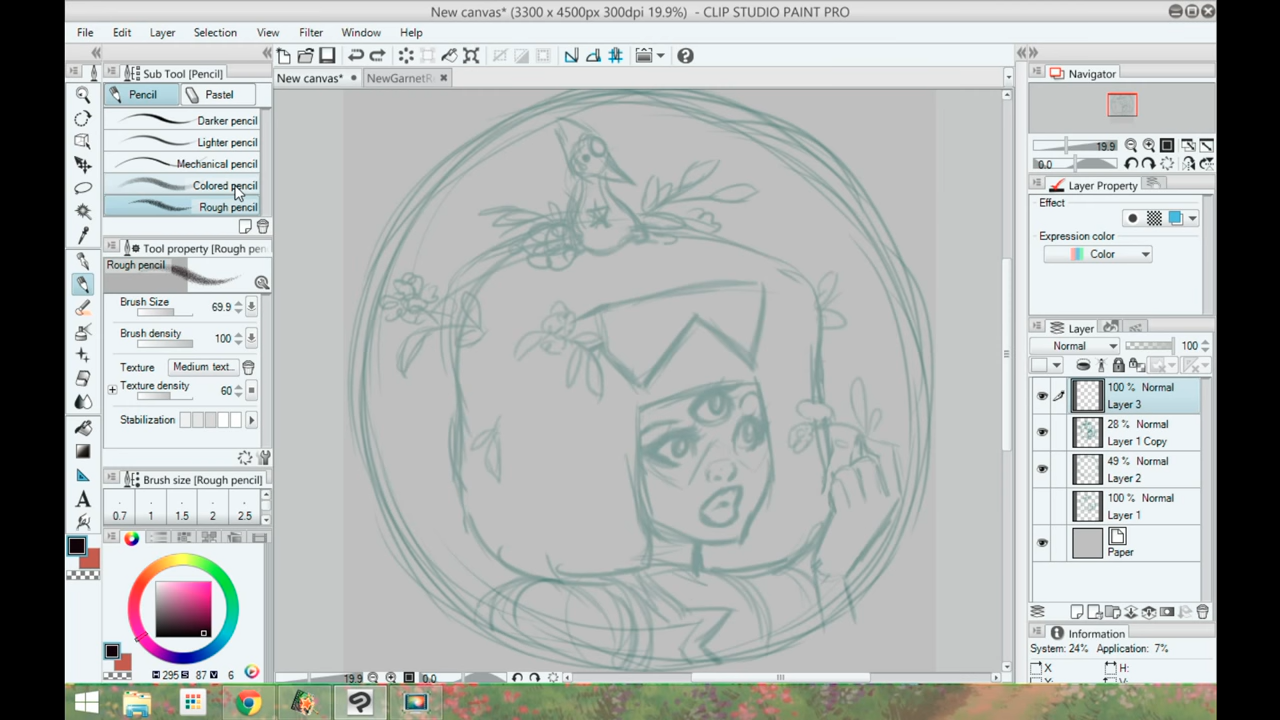 New canvas* (3300 x 4500px 300dpi 19.9%) - CLIP STUDIO PAINT PRO
File Edit Layer Selection View Filter Window Help
Sub Tool [Pencil]
New canvas* NewGarnetR
Navigator
Pencil Pastel
Darker pencil
Lighter pencil
Mechanical pencil
Colored pencil
Rough pencil
19.9
0.0
Layer Property
Effect
Expression color
Color
Tool property [Rough pen
Rough pencil
Brush Size 69.9
Brush density 100
Texture Medium text..
Texture density 60
Stabilization
Layer
Normal 100
100 % Normal
Layer 3
28 % Normal
Layer 1 Copy
49 % Normal
Layer 2
100 % Normal
Layer 1
Paper
Brush size [Rough pencil]
0.7 1 1.5 2 2.5
A
H 295 S 87 V 6
19.9 0.0
Information
System: 24% Application: 7%
X H: